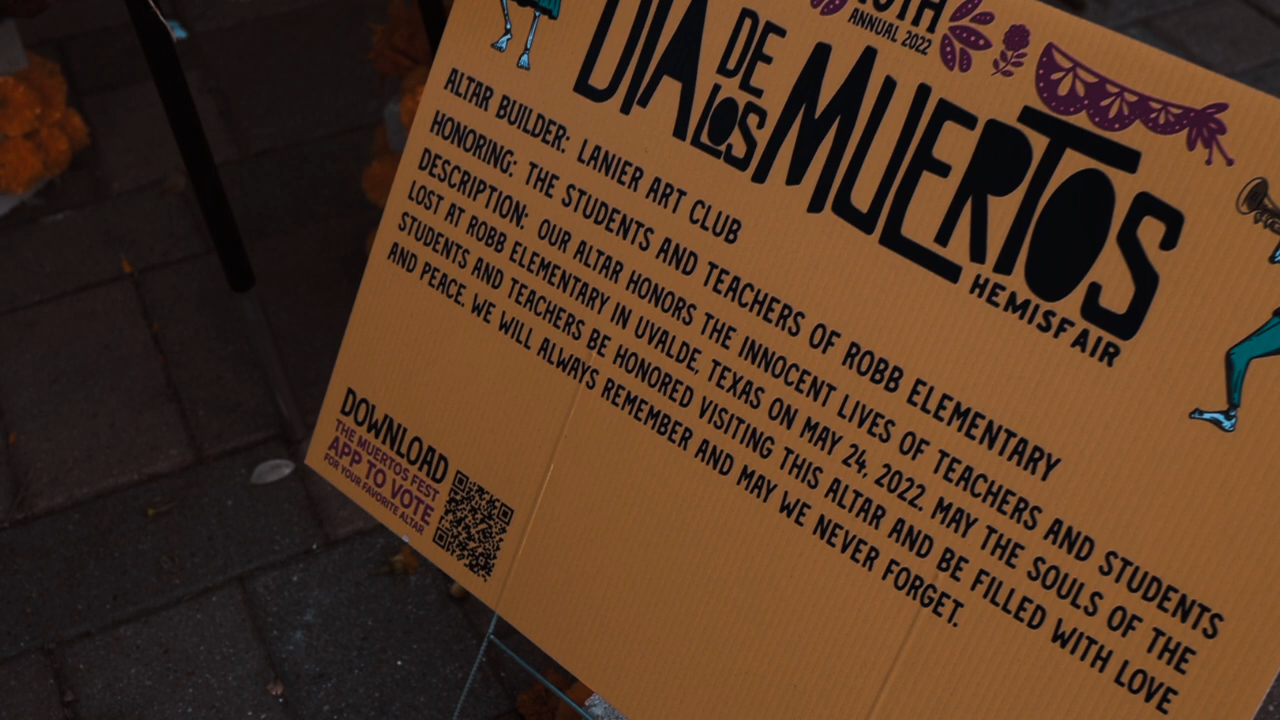 ANNUAL 2022
DIA DE LOS MUERTOS
HEMISFAIR
ALTAR BUILDER: LANIER ART CLUB
HONORING: THE STUDENTS AND TEACHERS OF ROBB ELEMENTARY
DESCRIPTION: OUR ALTAR HONORS THE INNOCENT LIVES OF TEACHERS AND STUDENTS
LOST AT ROBB ELEMENTARY IN UVALDE, TEXAS ON MAY 24, 2022. MAY THE SOULS OF THE
STUDENTS AND TEACHERS BE HONORED VISITING THIS ALTAR AND BE FILLED WITH LOVE
AND PEACE. WE WILL ALWAYS REMEMBER AND MAY WE NEVER FORGET.
DOWNLOAD
THE MUERTOS FEST
APP TO VOTE
FOR YOUR FAVORITE ALTAR